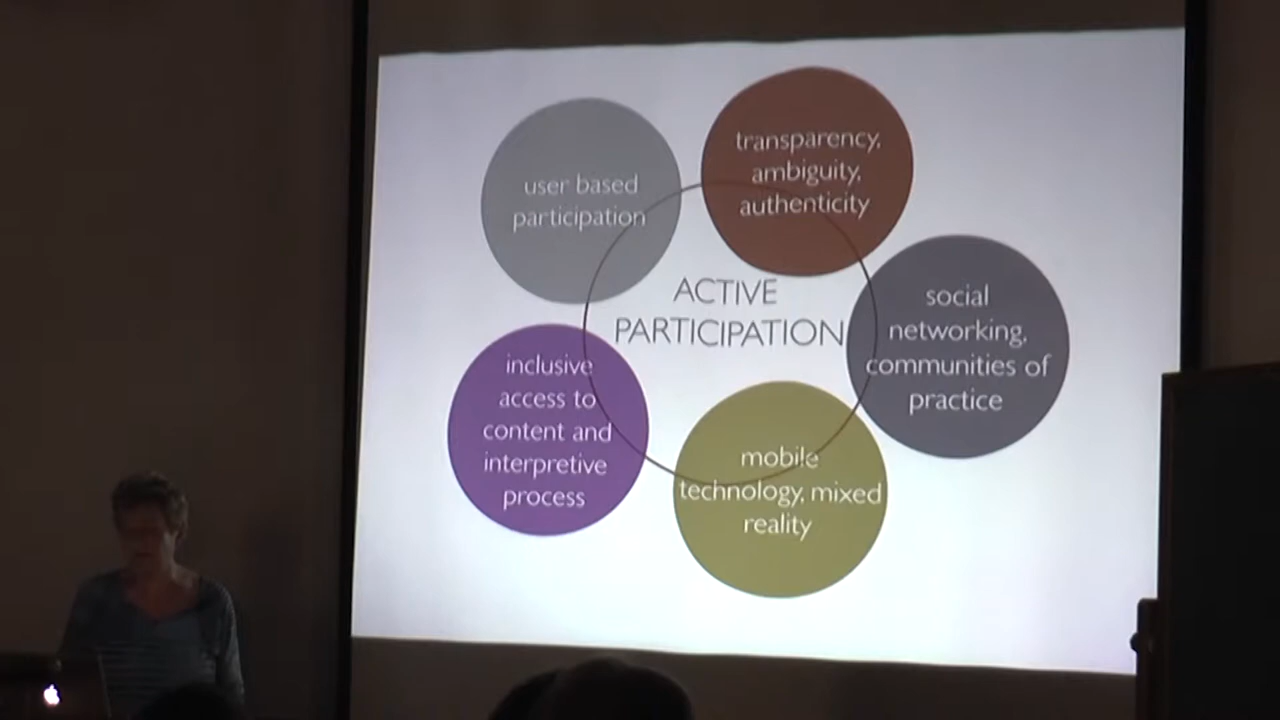 user based
participation
transparency,
ambiguity,
authenticity
ACTIVE
PARTICIPATION
social
networking,
communities of
practice
inclusive
access to
content and
interpretive
process
mobile
technology, mixed
reality